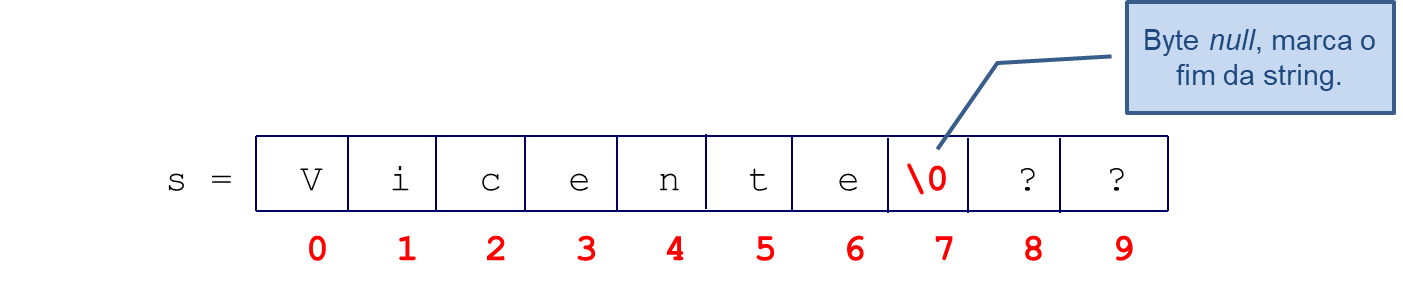 Byte null, marca o
fim da string.
s = V i c e n t e \0 ? ?
0 1 2 3 4 5 6 7 8 9